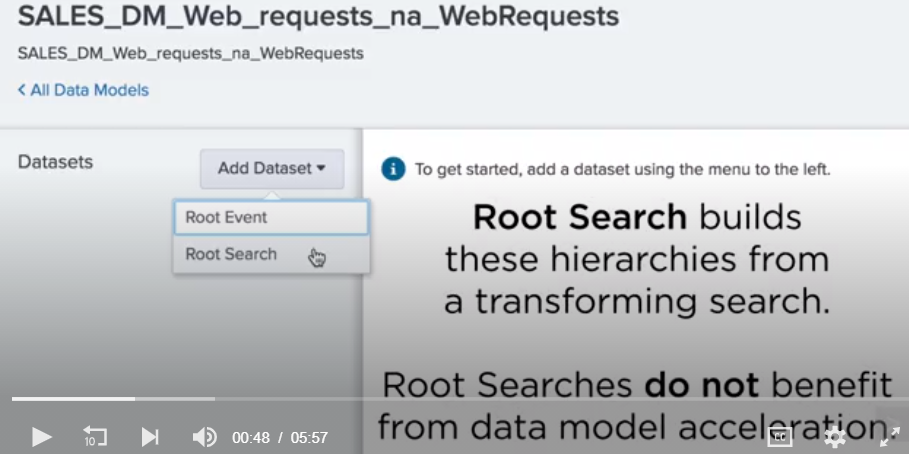 SALES_DM_Web_requests_na_WebRequests
SALES_DM_Web_requests_na_WebRequests
< All Data Models
Datasets
Add Dataset
Root Event
Root Search
To get started, add a dataset using the menu to the left.
Root Search builds
these hierarchies from
a transforming search.
Root Searches do not benefit
from data model acceleration.
10
00:48 / 05:57
CC